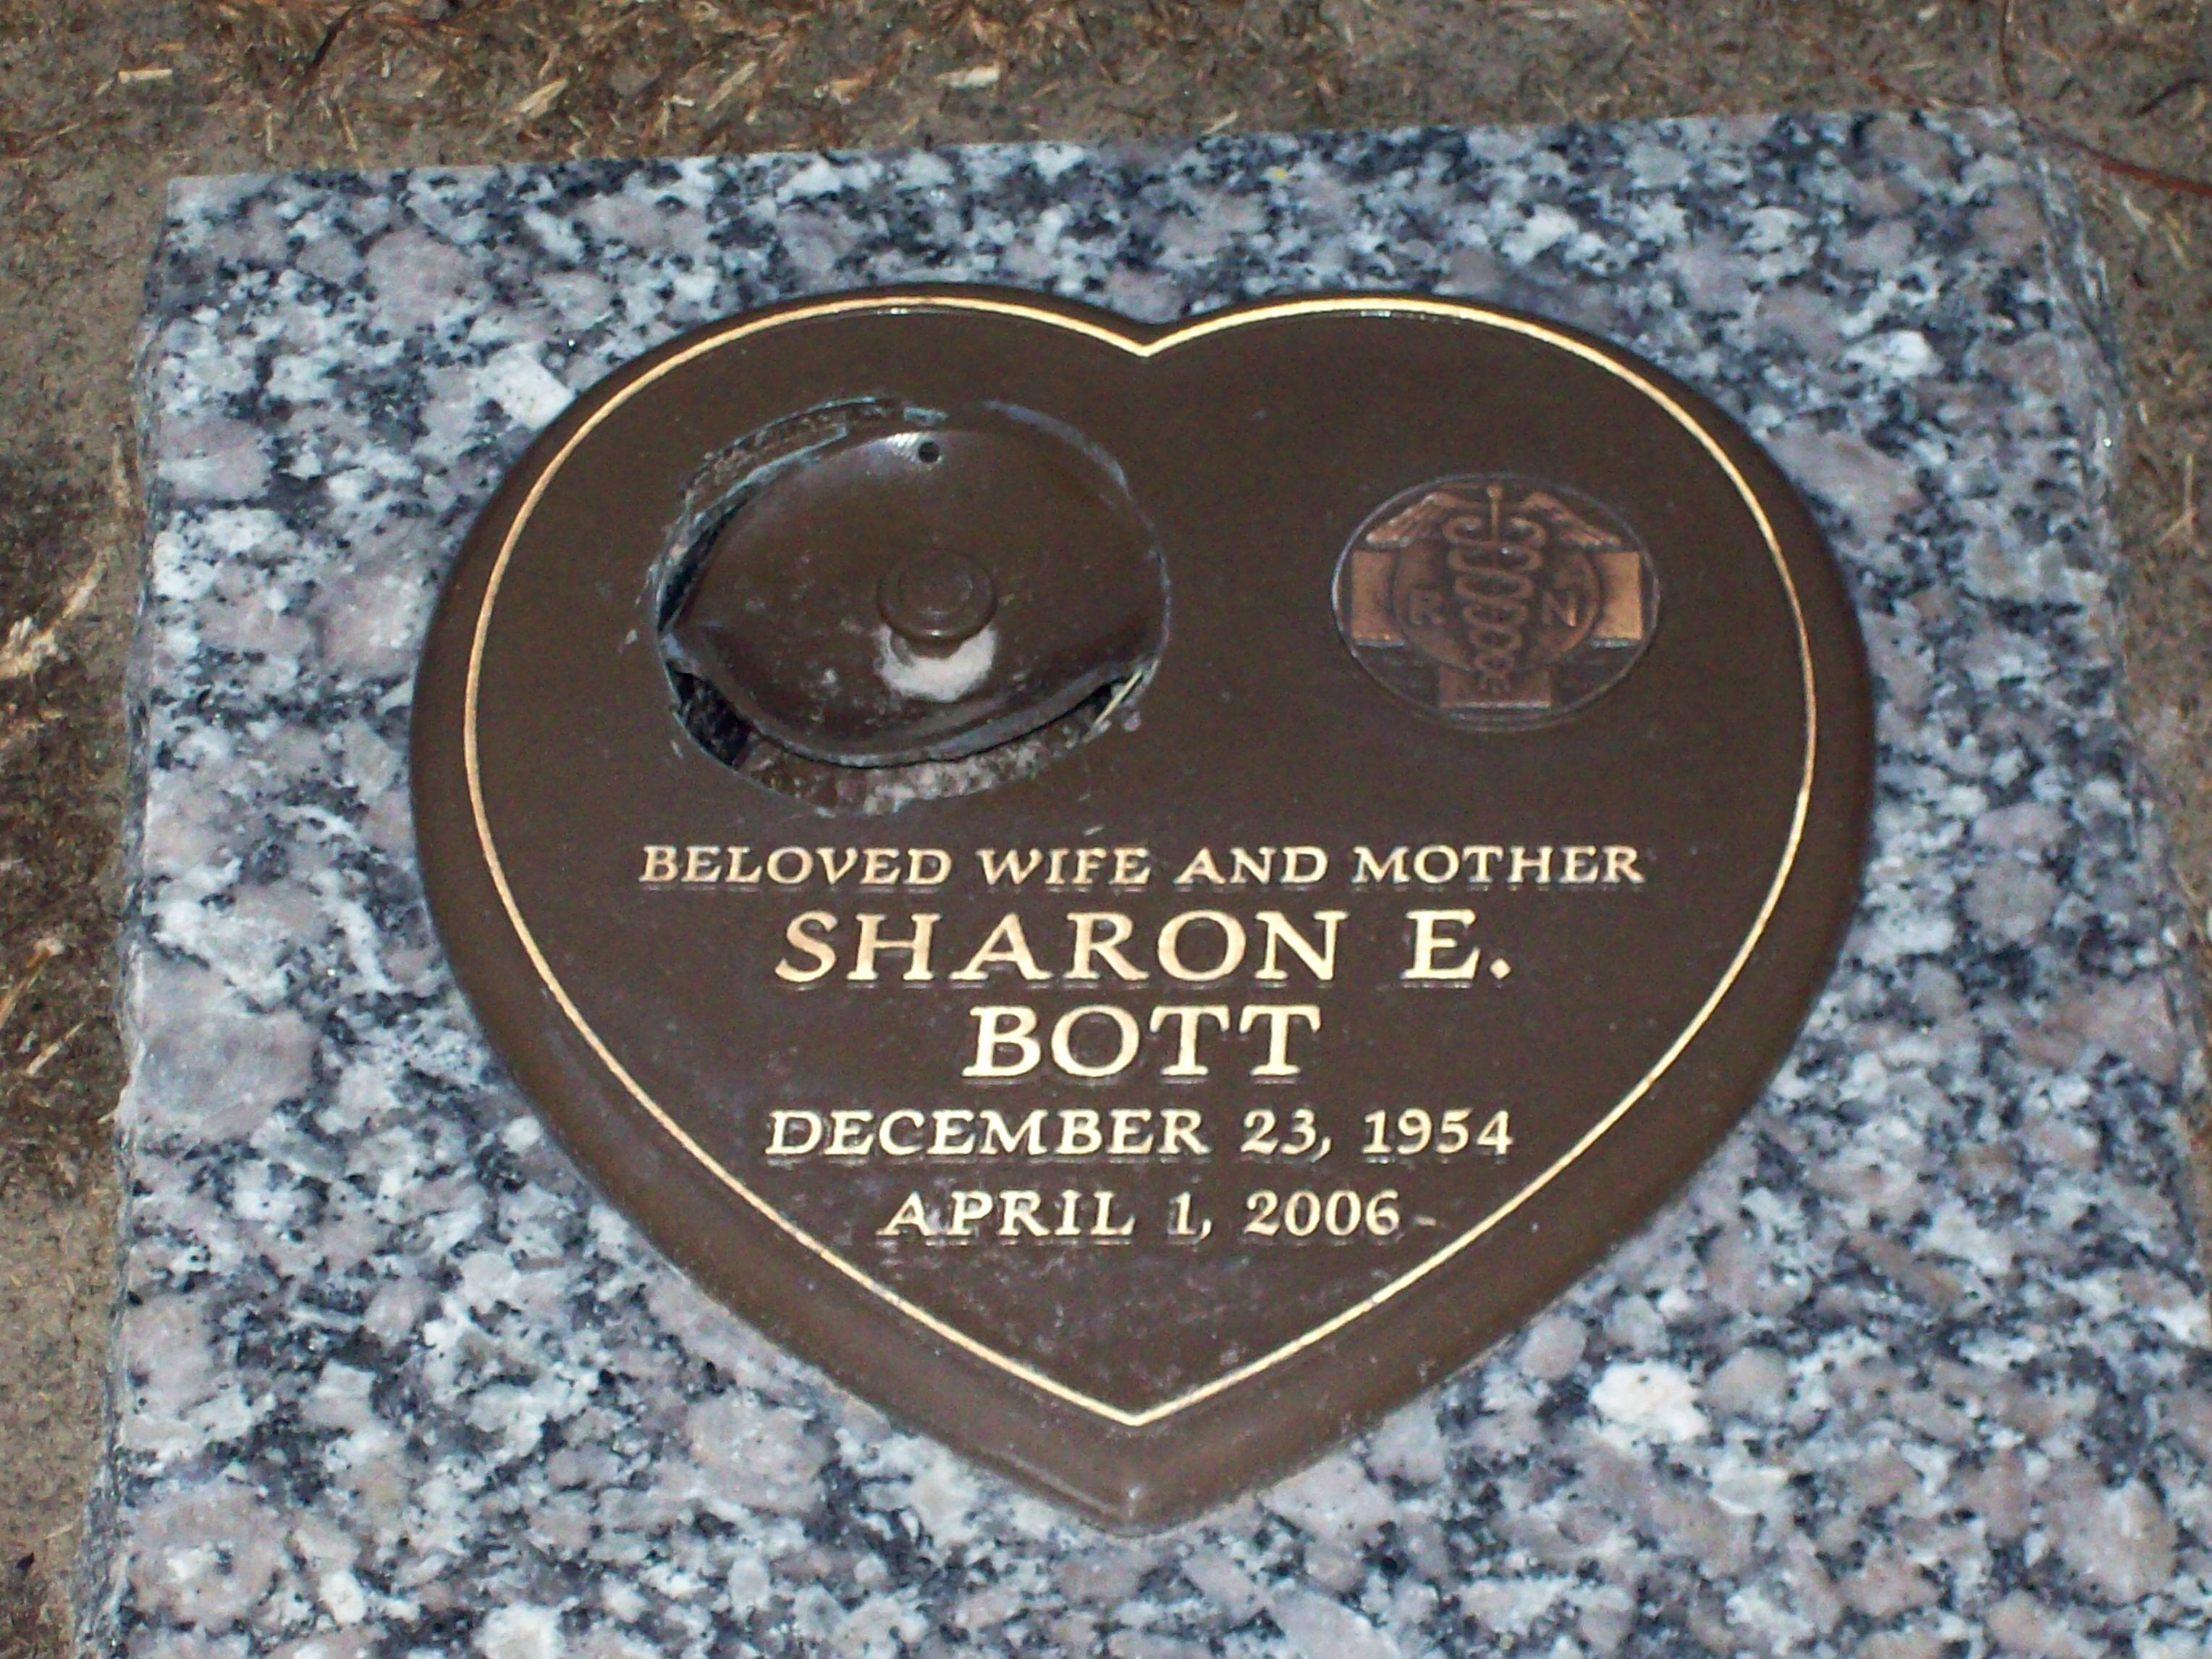 R N
BELOVED WIFE AND MOTHER
SHARON E.
BOTT
DECEMBER 23, 1954
APRIL 1, 2006